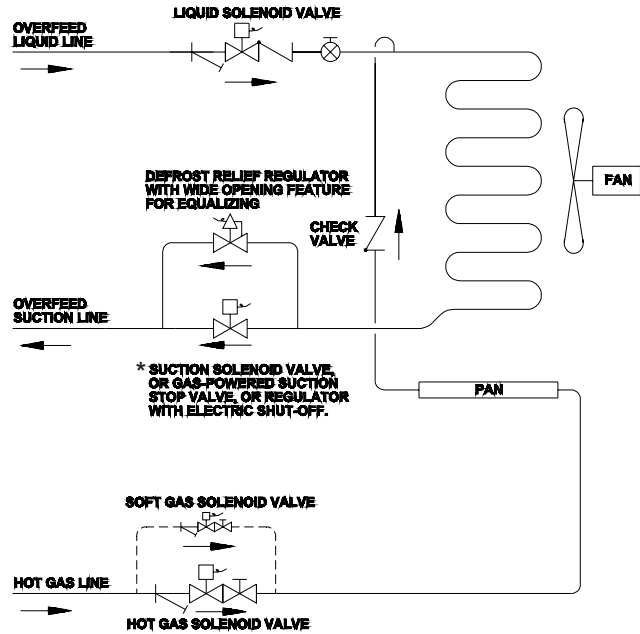 LIQUID SOLENOID VALVE
OVERFEED
LIQUID LINE
DEFROST RELIEF REGULATOR
WITH WIDE OPENING FEATURE
FOR EQUALIZING
FAN
CHECK
VALVE
OVERFEED
SUCTION LINE
* SUCTION SOLENOID VALVE,
OR GAS-POWERED SUCTION
STOP VALVE, OR REGULATOR
WITH ELECTRIC SHUT-OFF.
PAN
SOFT GAS SOLENOID VALVE
HOT GAS LINE
HOT GAS SOLENOID VALVE